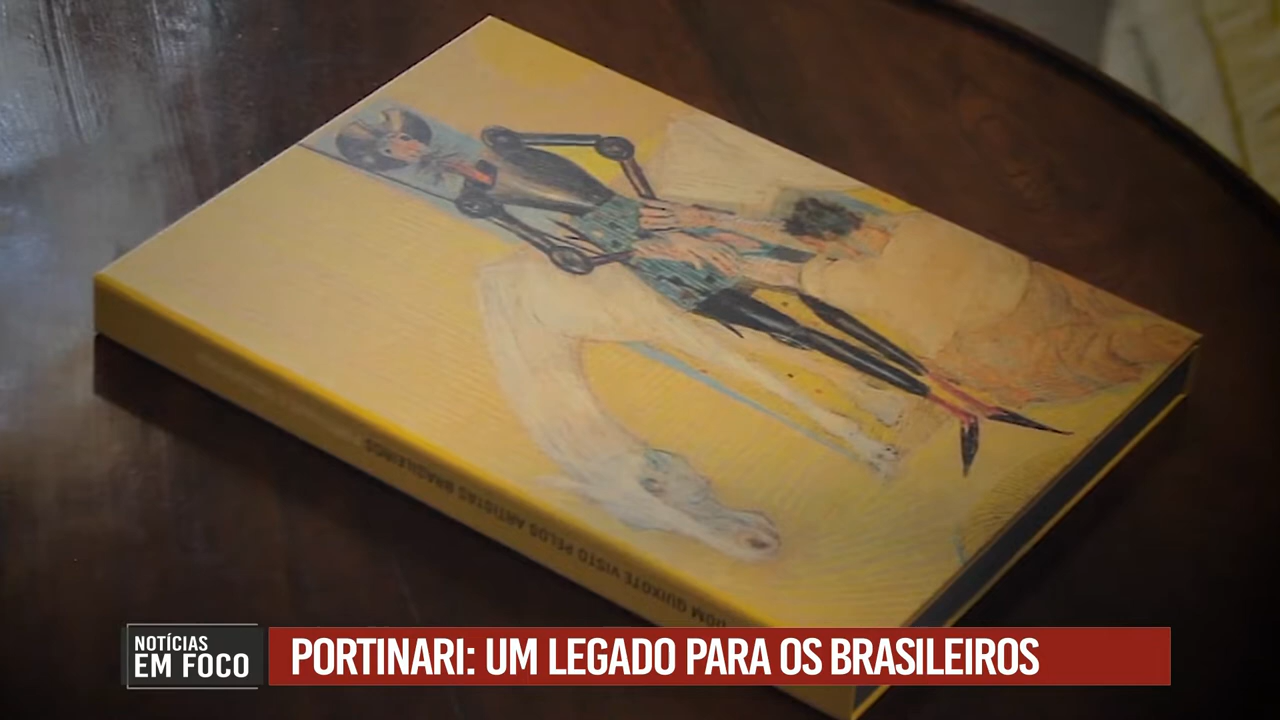 DOM QUIXOTE VISTO PELOS ARTISTAS BRASILEIROS
NOTÍCIAS
EM FOCO
PORTINARI: UM LEGADO PARA OS BRASILEIROS